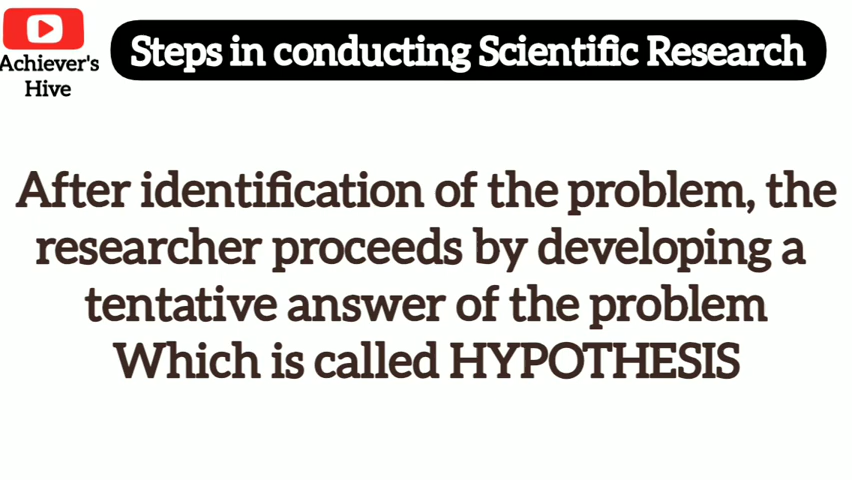 Achiever's
Hive
Steps in conducting Scientific Research
After identification of the problem, the
researcher proceeds by developing a
tentative answer of the problem
Which is called HYPOTHESIS